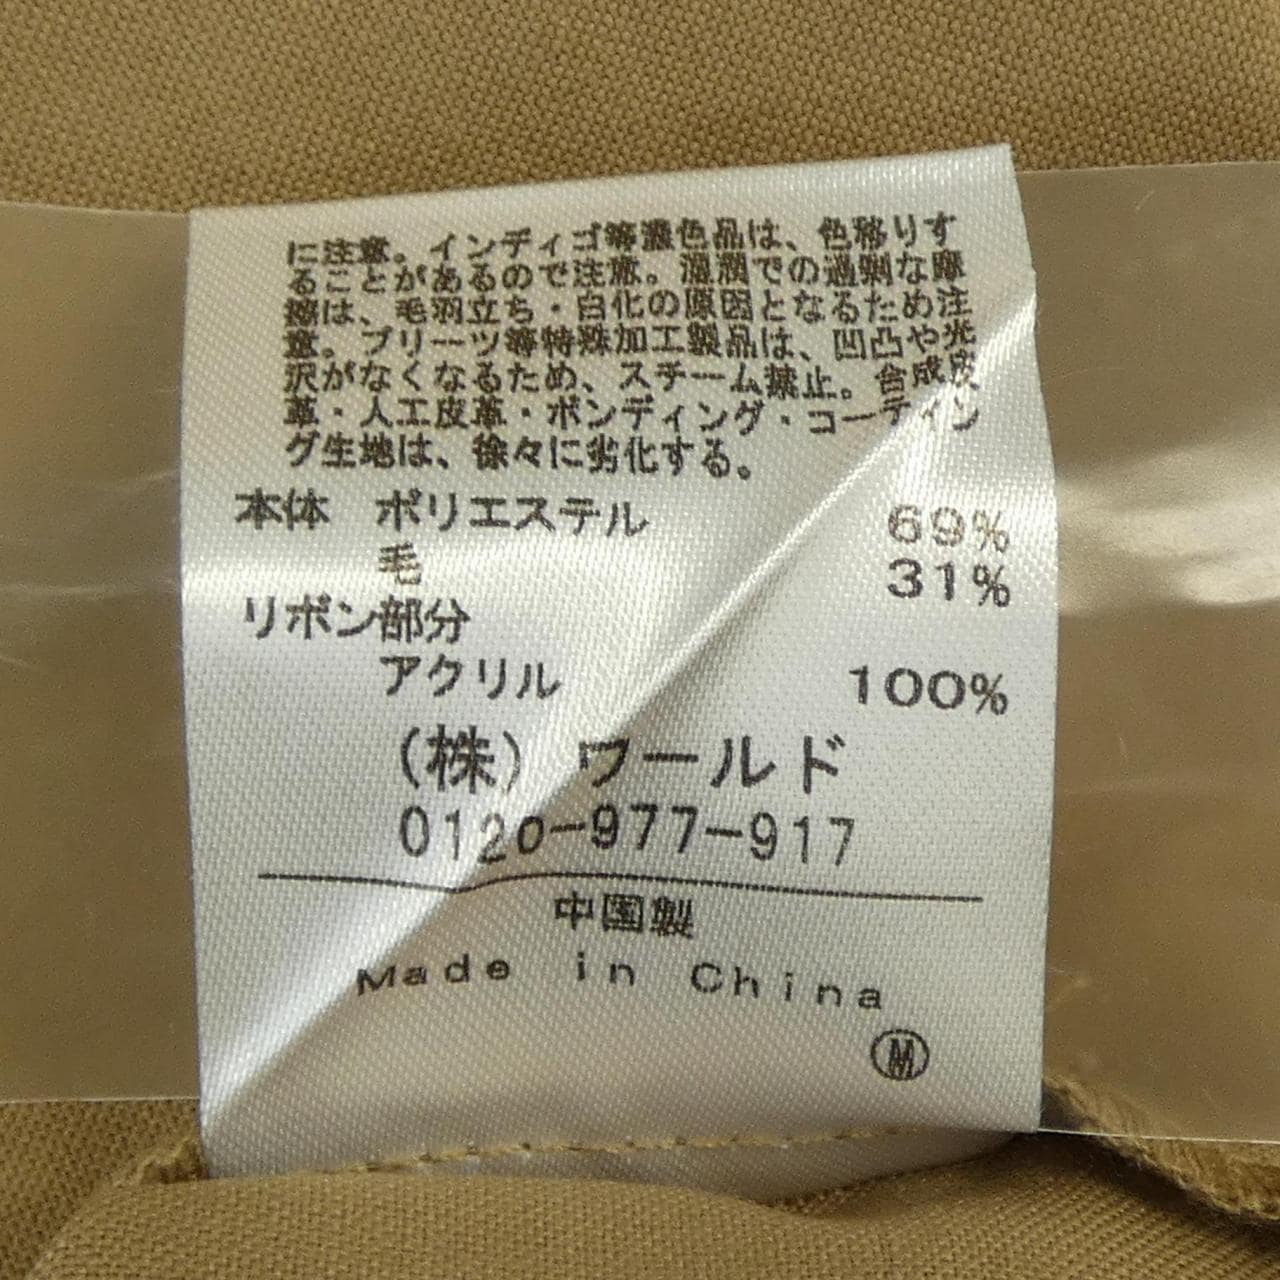 に注意。インディゴ等濃色品は、色移りす
ることがあるので注意。湿潤での過剰な摩
擦は、毛羽立ち・白化の原因となるため注
意。プリーツ等特殊加工製品は、凹凸や光
沢がなくなるため、スチーム禁止。合成皮
革・人工皮革・ボンディング・コーティン
グ生地は、徐々に劣化する。
本体 ポリエステル 69%
毛 31%
リボン部分
アクリル 100%
(株) ワールド
0120-977-917
中国製
Made in China
Ⓜ